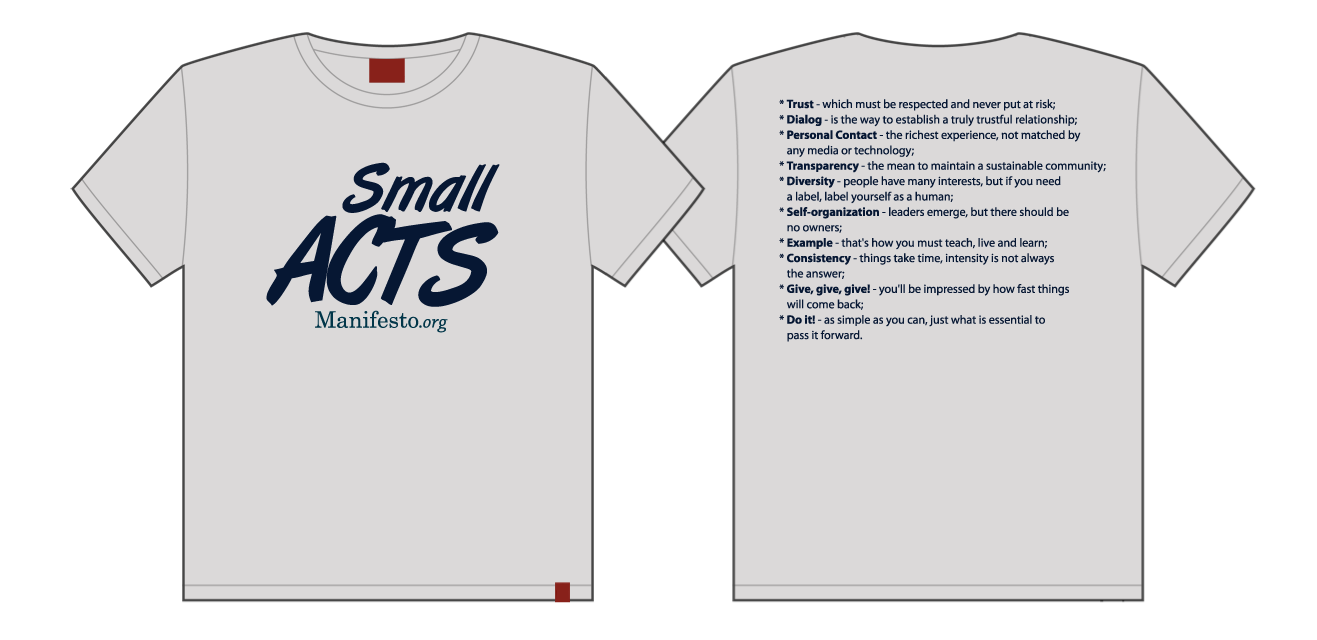 Small
ACTS
Manifesto.org
* Trust - which must be respected and never put at risk;
* Dialog - is the way to establish a truly trustful relationship;
* Personal Contact - the richest experience, not matched by
any media or technology;
* Transparency - the mean to maintain a sustainable community;
* Diversity - people have many interests, but if you need
a label, label yourself as a human;
* Self-organization - leaders emerge, but there should be
no owners;
* Example - that's how you must teach, live and learn;
* Consistency - things take time, intensity is not always
the answer;
* Give, give, give! - you'll be impressed by how fast things
will come back;
* Do it! - as simple as you can, just what is essential to
pass it forward.